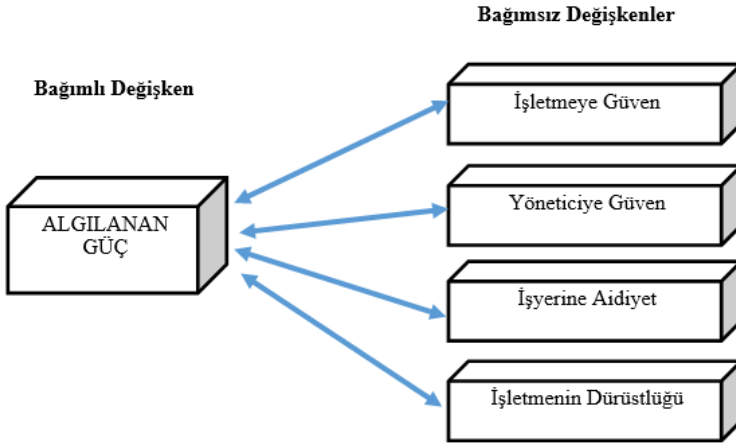 Bağımsız Değişkenler
Bağımlı Değişken
ALGILANAN
GÜÇ
İşletmeye Güven
Yöneticiye Güven
İşyerine Aidiyet
İşletmenin Dürüstlüğü